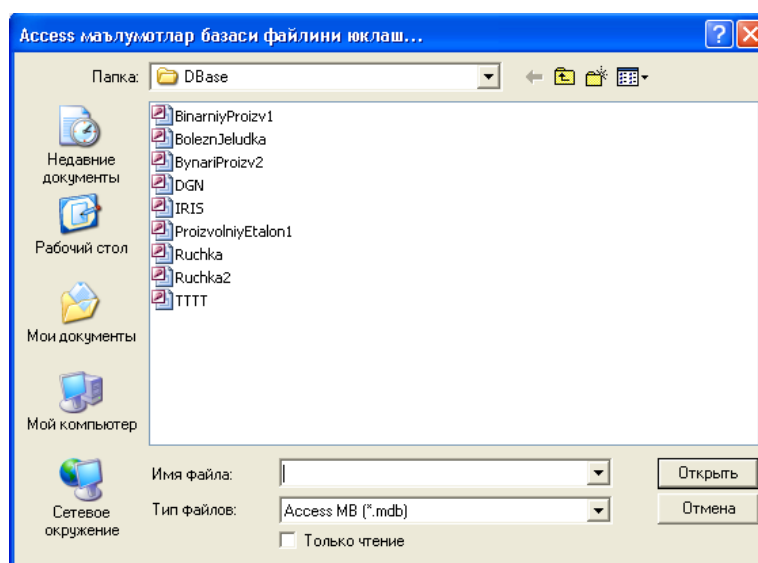 Access маълумотлар базаси файлини юклаш...
Папка:
DBase
Недавние
документы
Рабочий стол
Мои документы
Мой компьютер
Сетевое
окружение
BinarniyProizv1
BoleznJeludka
BynariProizv2
DGN
IRIS
ProizvolniyEtalon1
Ruchka
Ruchka2
TTTT
Имя файла:
Открыть
Тип файлов:
Access MB (*.mdb)
Отмена
Только чтение